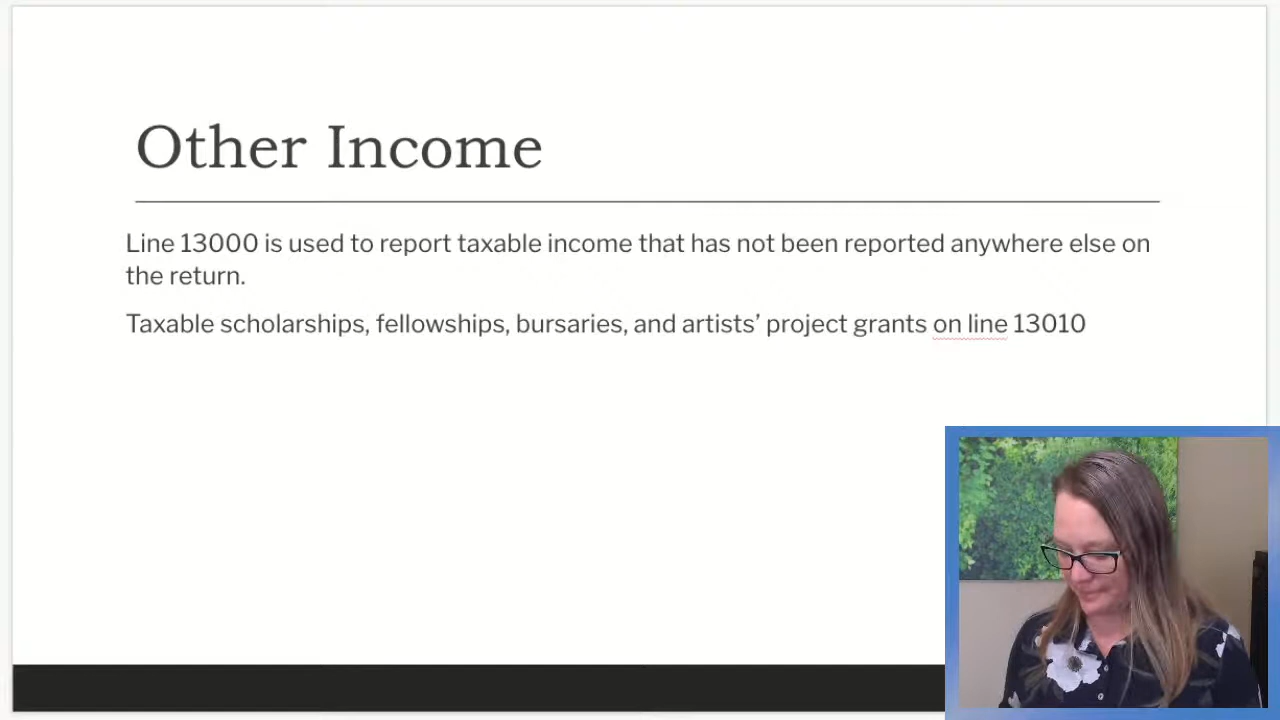 Other Income
Line 13000 is used to report taxable income that has not been reported anywhere else on
the return.
Taxable scholarships, fellowships, bursaries, and artists’ project grants on line 13010